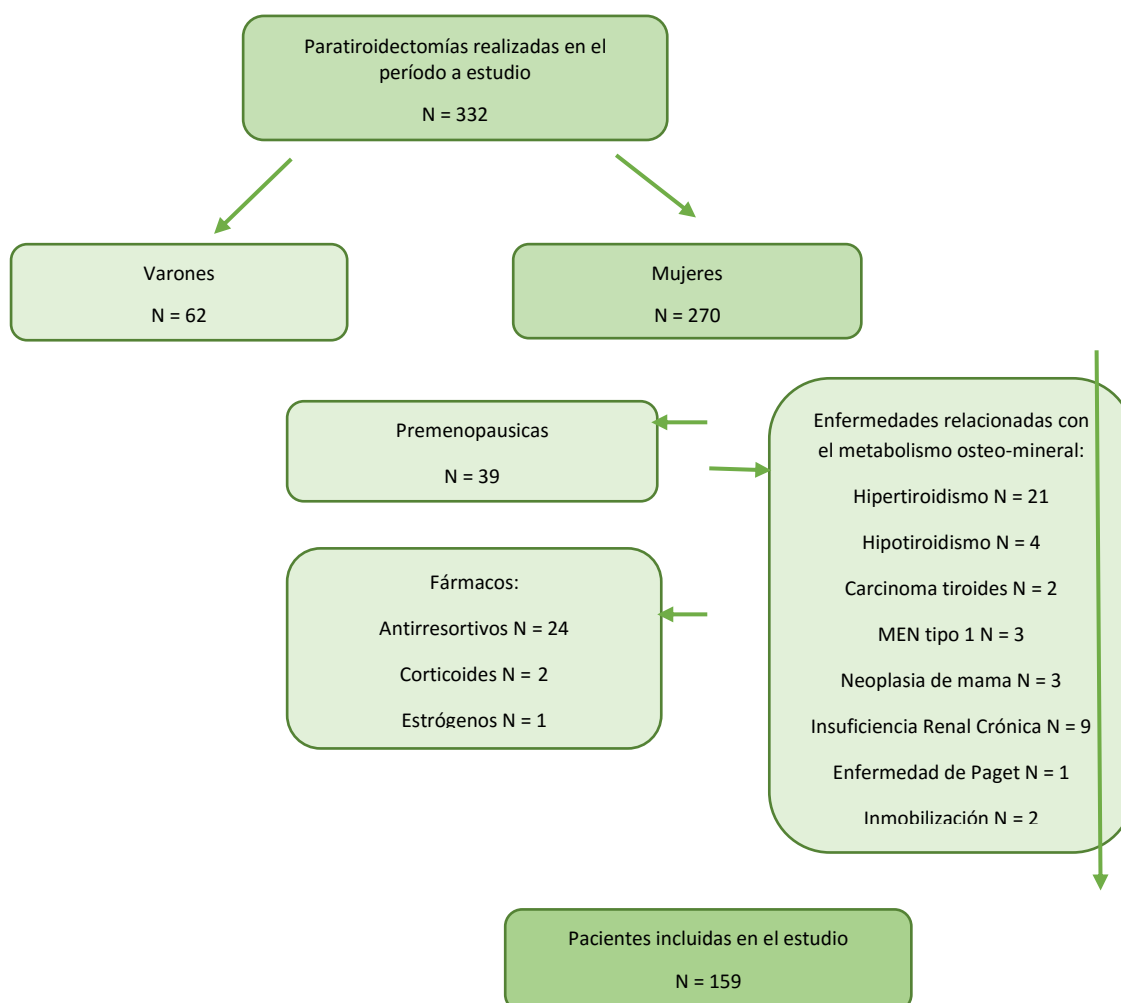 Paratiroidectomías realizadas en el
período a estudio
N = 332
Varones
N = 62
Mujeres
N = 270
Premenopausicas
N = 39
Fármacos:
Antirresortivos N = 24
Corticoides N = 2
Estrógenos N = 1
Enfermedades relacionadas con
el metabolismo osteo-mineral:
Hipertiroidismo N = 21
Hipotiroidismo N = 4
Carcinoma tiroides N = 2
MEN tipo 1 N = 3
Neoplasia de mama N = 3
Insuficiencia Renal Crónica N = 9
Enfermedad de Paget N = 1
Inmobilización N = 2
Pacientes incluidas en el estudio
N = 159